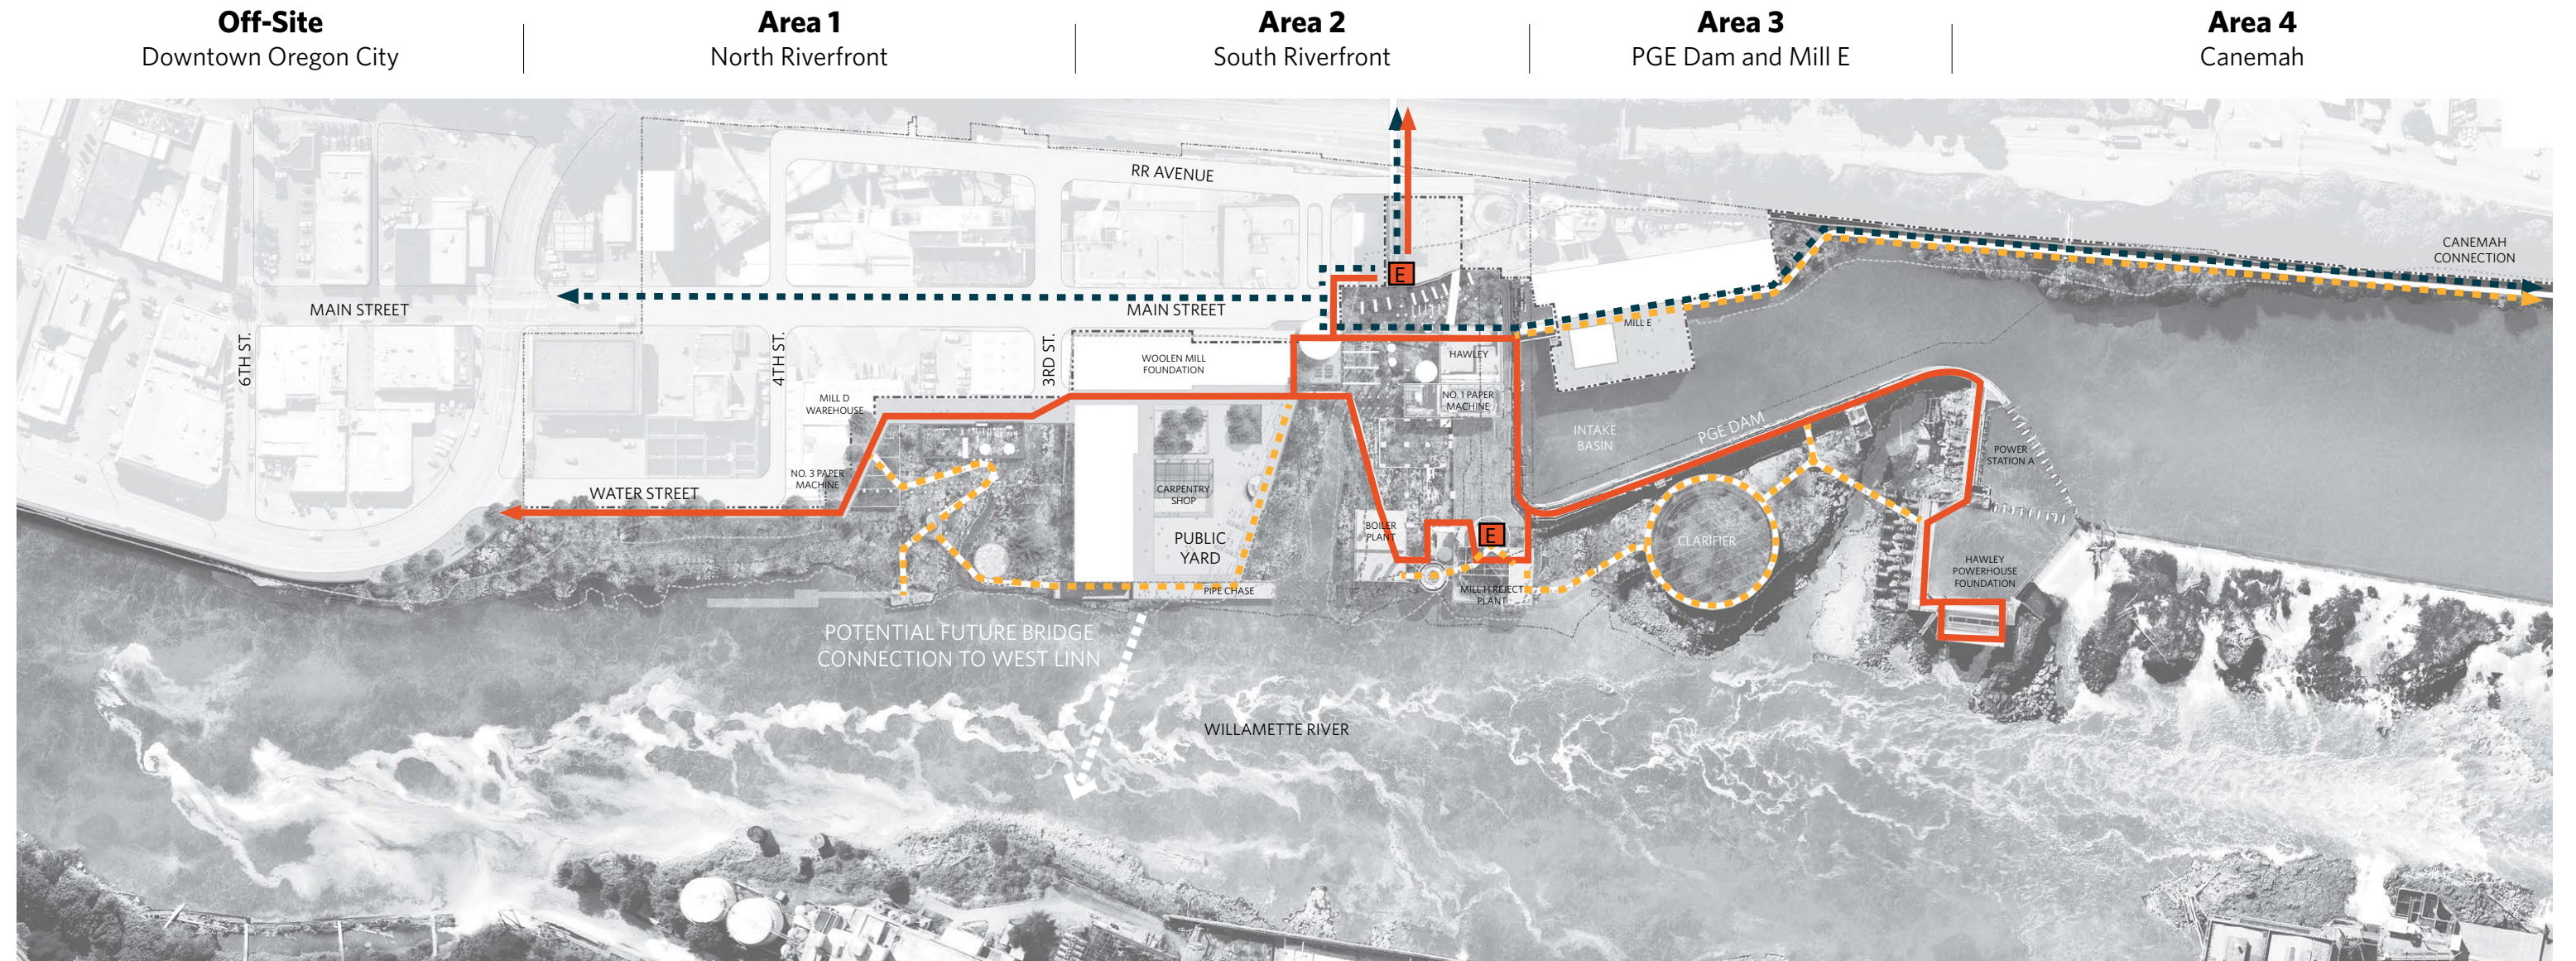 Off-Site
Downtown Oregon City
Area 1
North Riverfront
Area 2
South Riverfront
Area 3
PGE Dam and Mill E
Area 4
Canemah
RR AVENUE
CANEMAH
CONNECTION
E
MAIN STREET
MAIN STREET
MILL E
6TH ST.
4TH ST.
3RD ST.
WOOLEN MILL
FOUNDATION
HAWLEY
MILL D
WAREHOUSE
NO. 1 PAPER
MACHINE
INTAKE
BASIN
PGE DAM
POWER
STATION A
NO. 3 PAPER
MACHINE
WATER STREET
CARPENTRY
SHOP
BOILER
PLANT
E
PUBLIC
YARD
CLARIFIER
HAWLEY
POWERHOUSE
FOUNDATION
PIPE CHASE
MILL H REJECT
PLANT
POTENTIAL FUTURE BRIDGE
CONNECTION TO WEST LINN
WILLAMETTE RIVER